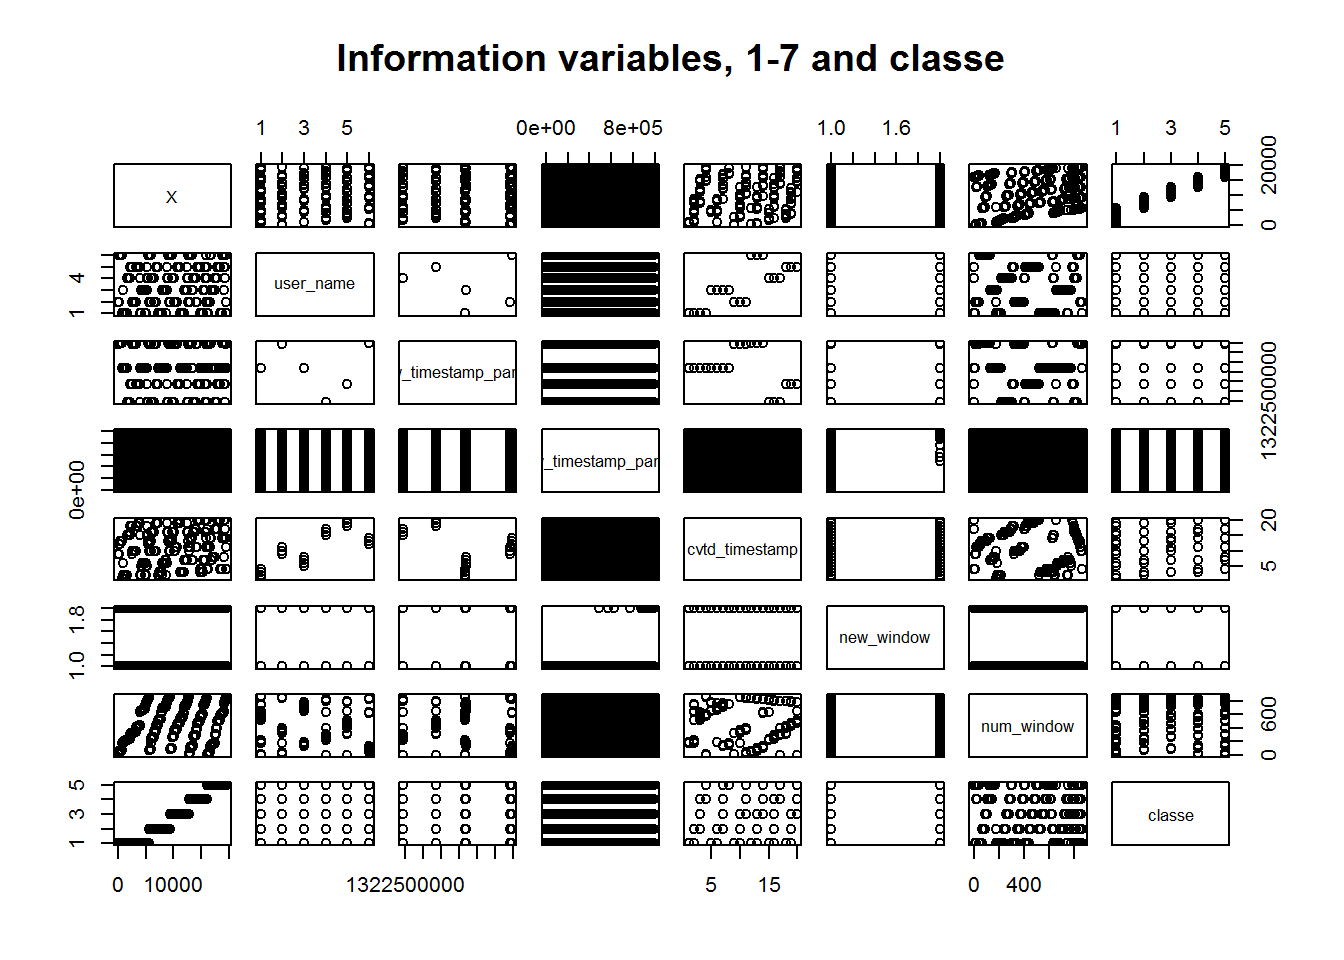 Information variables, 1-7 and classe
1 3 5 0e+00 8e+05 1.0 1.6 1 3 5
X
0 20000
user_name
1 4
v_timestamp_par
1322500000
v_timestamp_par
0e+00
cvtd_timestamp
5 20
new_window
1.0 1.8
num_window
0 600
classe
1 3 5
0 10000 1322500000 5 15 0 400